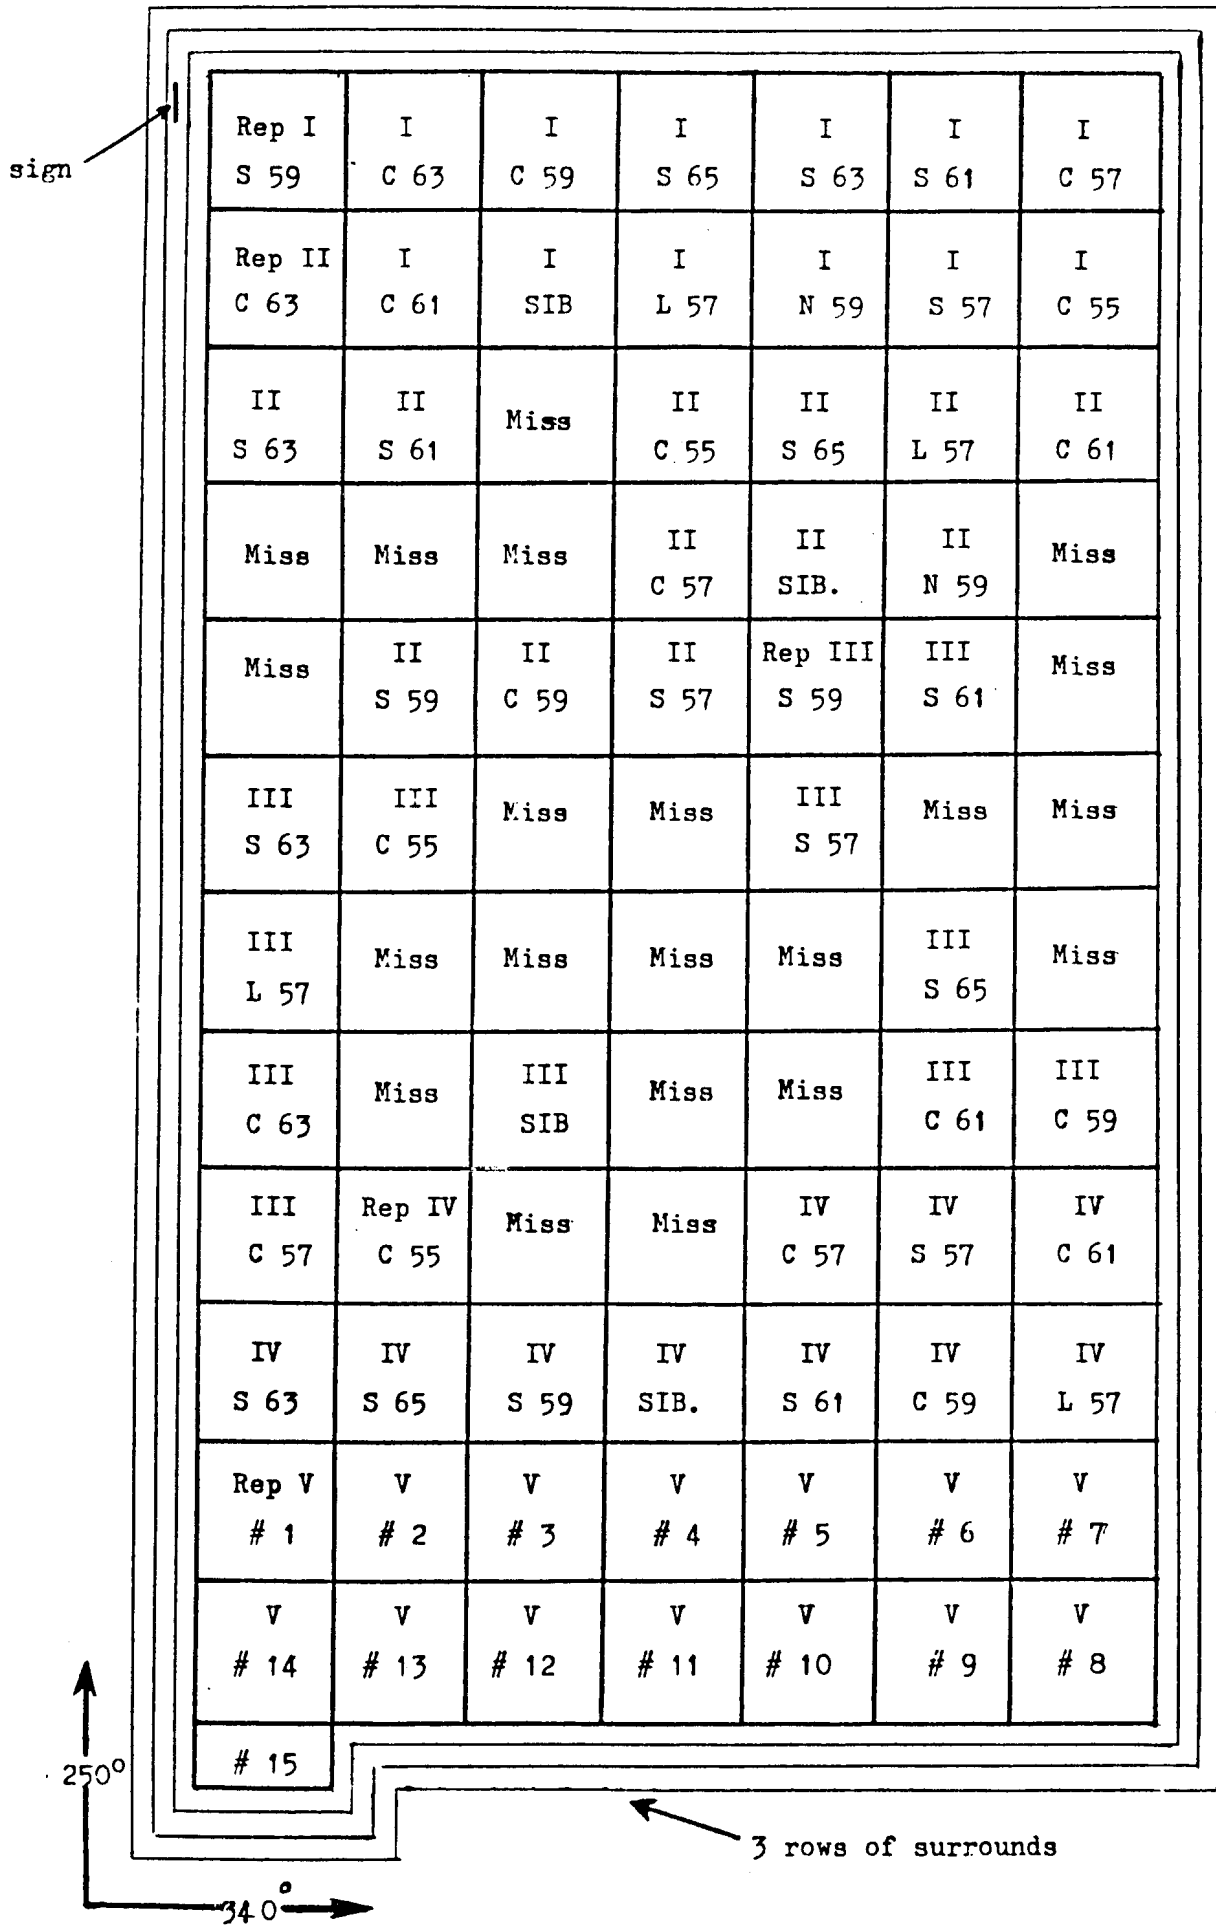 sign
Rep I I I I I I I
S 59 C 63 C 59 S 65 S 63 S 61 C 57
Rep II I I I I I I
C 63 C 61 SIB L 57 N 59 S 57 C 55
II II Miss II II II II
S 63 S 61 C 55 S 65 L 57 C 61
Miss Miss Miss II II II Miss
C 57 SIB. N 59
Miss II II II Rep III III Miss
S 59 C 59 S 57 S 59 S 61
III III Miss Miss III Miss Miss
S 63 C 55 S 57
III Miss Miss Miss Miss III Miss
L 57 S 65
III Miss III Miss Miss III III
C 63 SIB C 61 C 59
III Rep IV Miss Miss IV IV IV
C 57 C 55 C 57 S 57 C 61
IV IV IV IV IV IV IV
S 63 S 65 S 59 SIB. S 61 C 59 L 57
Rep V V V V V V V
# 1 # 2 # 3 # 4 # 5 # 6 # 7
V V V V V V V
# 14 # 13 # 12 # 11 # 10 # 9 # 8
# 15
250°
3 rows of surrounds
340°